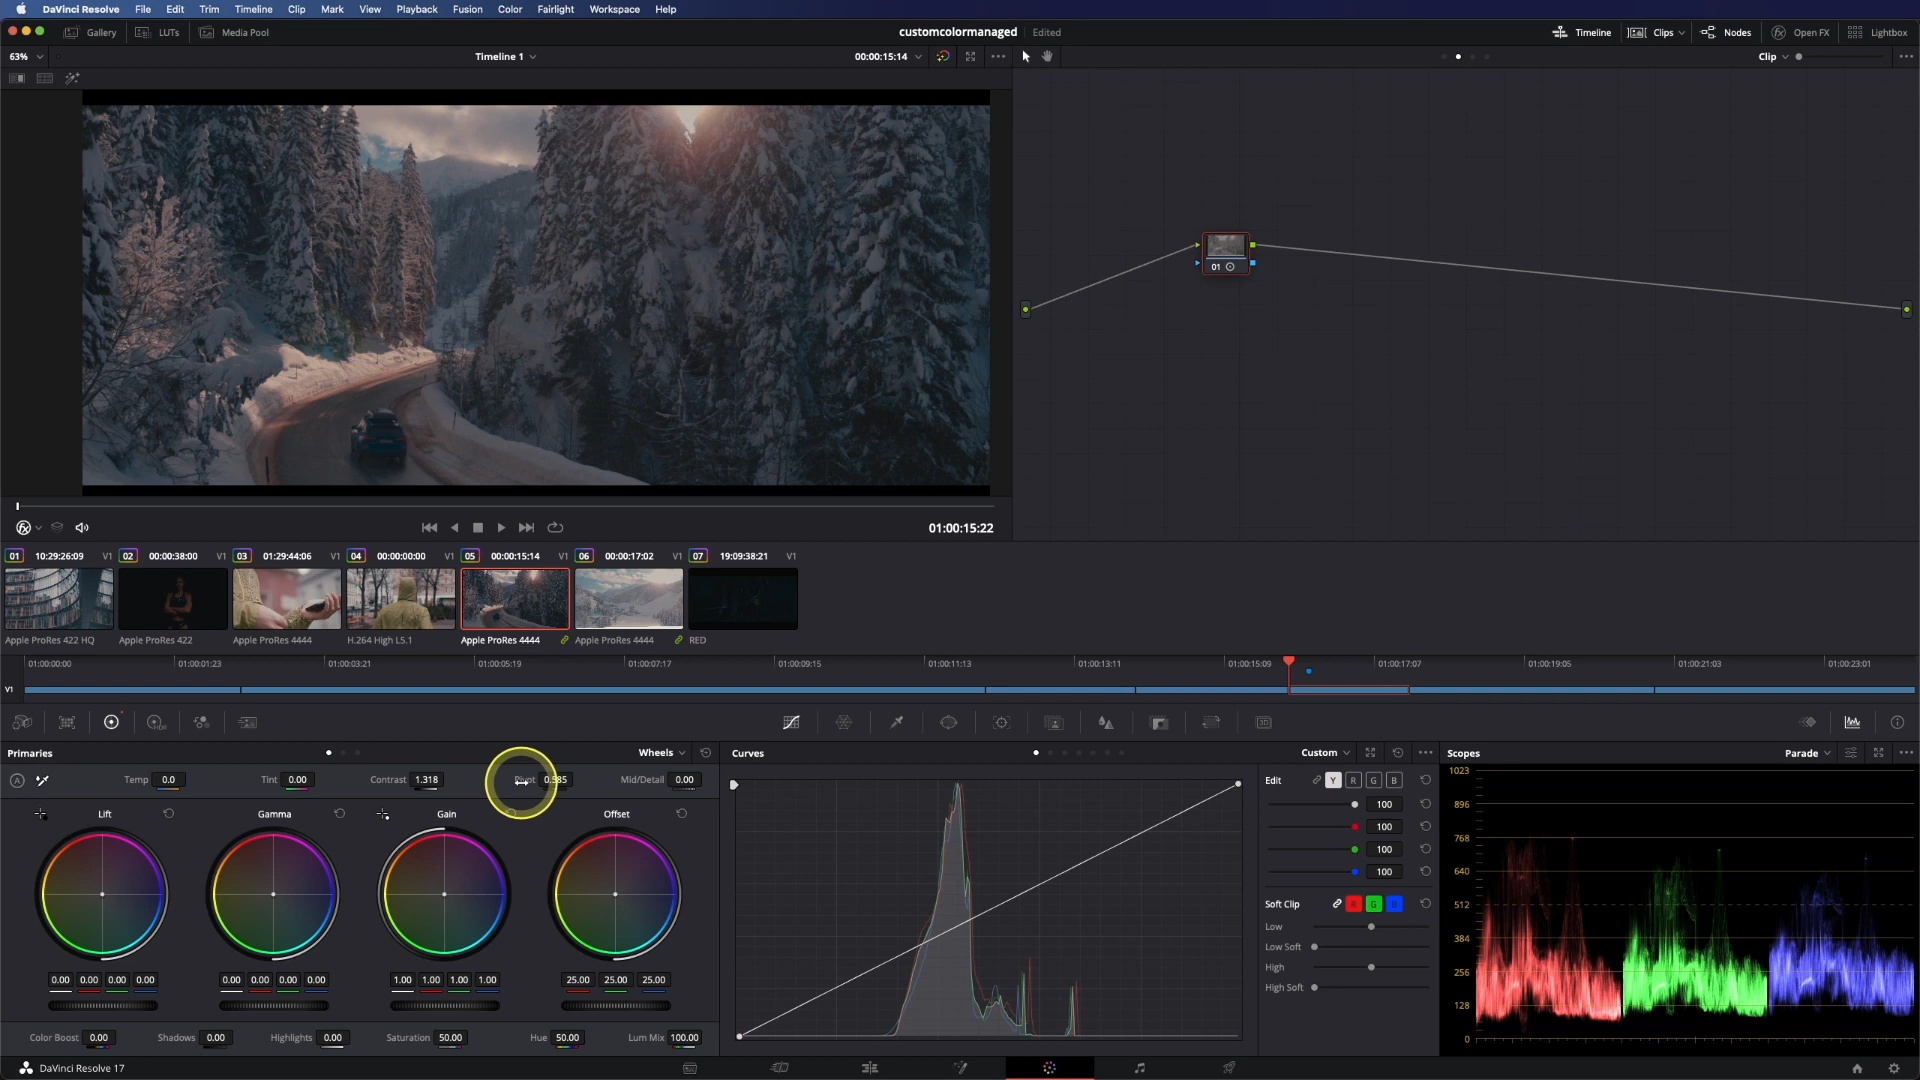 DaVinci Resolve File Edit Trim Timeline Clip Mark View Playback Fusion Color Fairlight Workspace Help
Gallery LUTs Media Pool customcolormanaged Edited Timeline Clips Nodes Open FX Lightbox
63% Timeline 1 00:00:15:14 Clip
01
01:00:15:22
01 10:29:26:09 V1 02 00:00:38:00 V1 03 01:29:44:06 V1 04 00:00:00:00 V1 05 00:00:15:14 V1 06 00:00:17:02 V1 07 19:09:38:21 V1
Apple ProRes 422 HQ Apple ProRes 422 Apple ProRes 4444 H.264 High L5.1 Apple ProRes 4444 Apple ProRes 4444 RED
01:00:00:00 01:00:01:23 01:00:03:21 01:00:05:19 01:00:07:17 01:00:09:15 01:00:11:13 01:00:13:11 01:00:15:09 01:00:17:07 01:00:19:05 01:00:21:03 01:00:23:01
V1
HDR 3D
Primaries Wheels Curves Custom Scopes Parade
A Temp 0.0 Tint 0.00 Contrast 1.318 Pivot 0.585 Mid/Detail 0.00
Lift Gamma Gain Offset
0.00 0.00 0.00 0.00 0.00 0.00 0.00 0.00 1.00 1.00 1.00 1.00 25.00 25.00 25.00
Color Boost 0.00 Shadows 0.00 Highlights 0.00 Saturation 50.00 Hue 50.00 Lum Mix 100.00
Edit Y R G B
100
100
100
100
Soft Clip R G B
Low
Low Soft
High
High Soft
1023
896
768
640
512
384
256
128
0
DaVinci Resolve 17